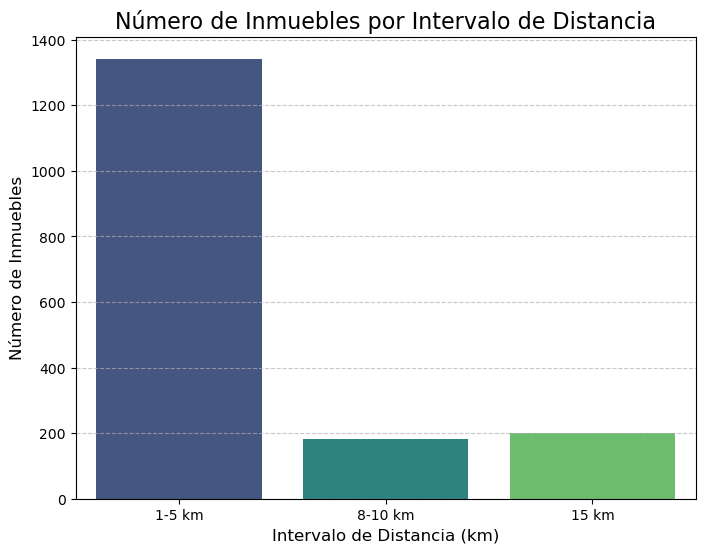 Número de Inmuebles por Intervalo de Distancia
1400
1200
1000
800
600
400
200
0
Número de Inmuebles
1-5 km
8-10 km
15 km
Intervalo de Distancia (km)